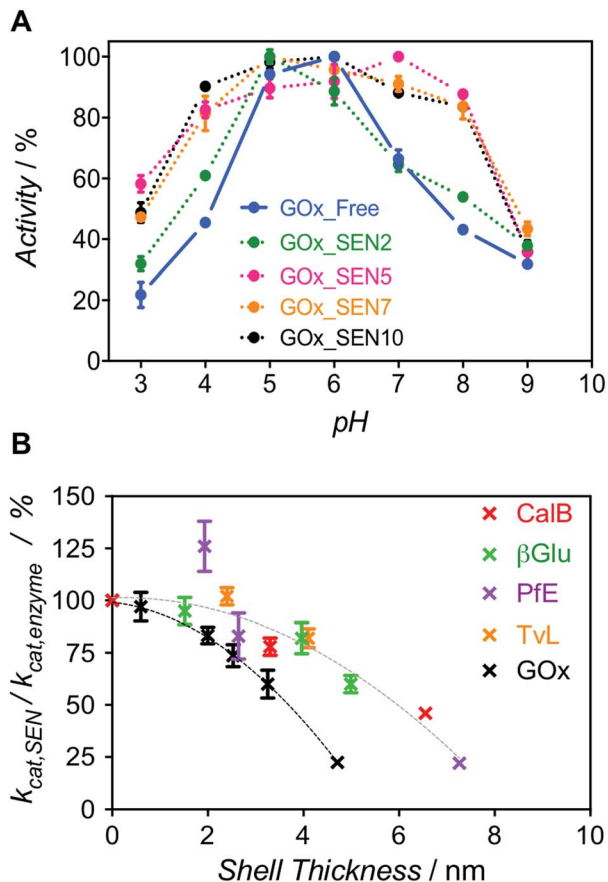 A
Activity / %
100
80
60
40
20
0
GOx_Free
GOx_SEN2
GOx_SEN5
GOx_SEN7
GOx_SEN10
3 4 5 6 7 8 9
pH
B
kcat,SEN / kcat,enzyme / %
150
125
100
75
50
25
0
CalB
βGlu
PfE
TvL
GOx
0 2 4 6 8 10
Shell Thickness / nm